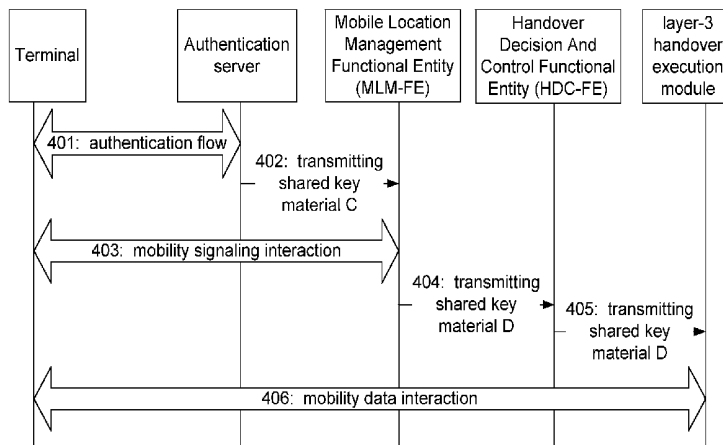 Terminal
Authentication
server
Mobile Location
Management
Functional Entity
(MLM-FE)
Handover
Decision And
Control Functional
Entity (HDC-FE)
layer-3
handover
execution
module
401: authentication flow
402: transmitting
shared key
material C
403: mobility signaling interaction
404: transmitting
shared key
material D
405: transmitting
shared key
material D
406: mobility data interaction